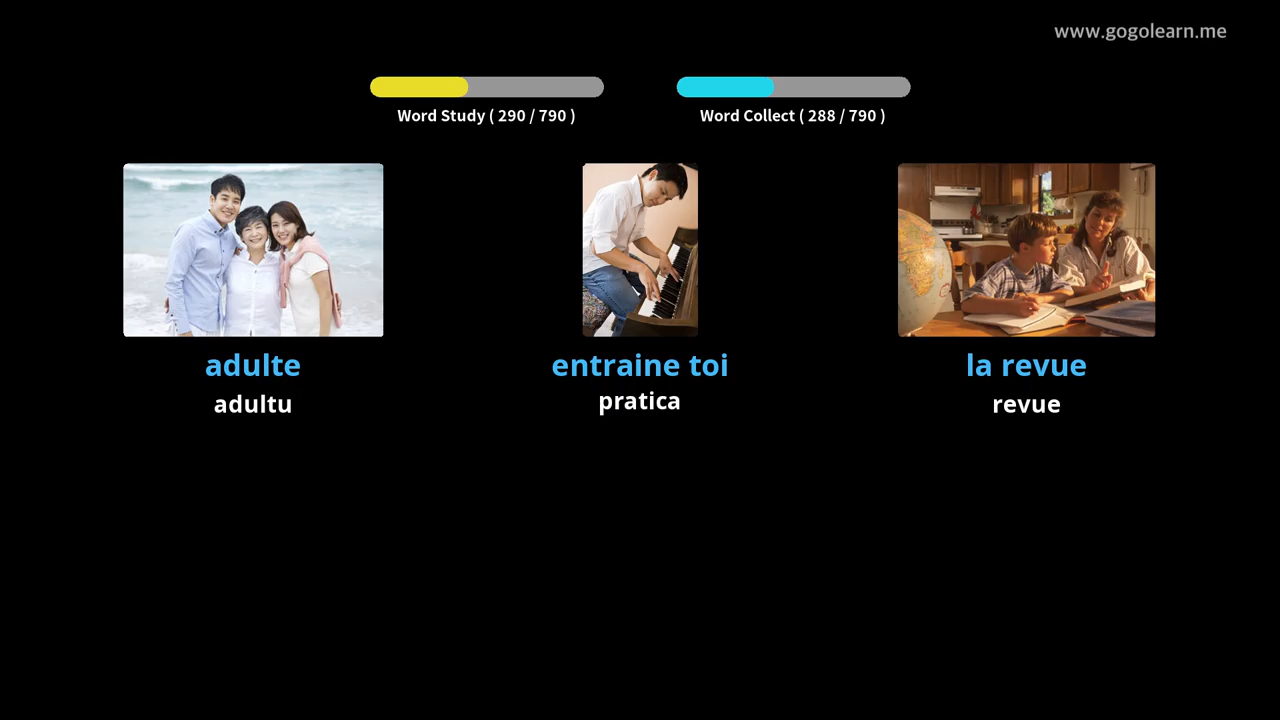 www.gogolearn.me
Word Study ( 290 / 790 )
Word Collect ( 288 / 790 )
adulte
adultu
entraine toi
pratica
la revue
revue